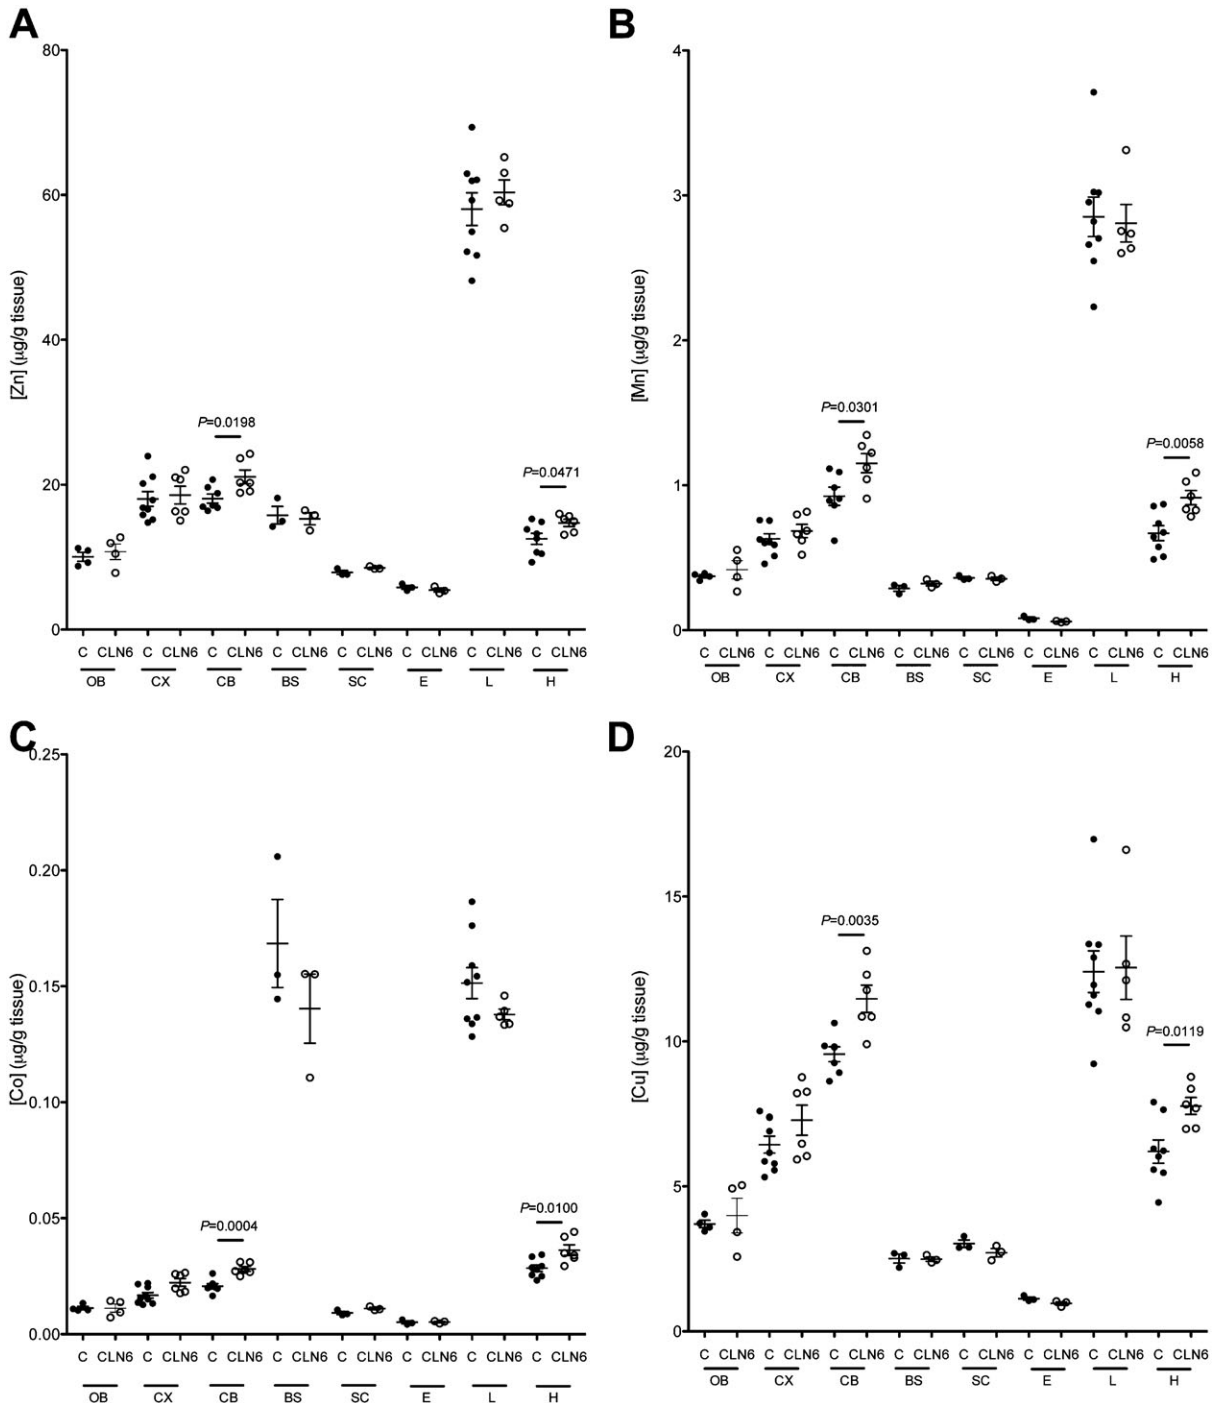 A
B
80
60
40
20
0
[Zn] (µg/g tissue)
P=0.0198
P=0.0471
C CLN6 C CLN6 C CLN6 C CLN6 C CLN6 C CLN6 C CLN6 C CLN6
OB CX CB BS SC E L H
4
3
2
1
0
[Mn] (µg/g tissue)
P=0.0301
P=0.0058
C CLN6 C CLN6 C CLN6 C CLN6 C CLN6 C CLN6 C CLN6 C CLN6
OB CX CB BS SC E L H
C
D
0.25
0.20
0.15
0.10
0.05
0.00
[Co] (µg/g tissue)
P=0.0004
P=0.0100
C CLN6 C CLN6 C CLN6 C CLN6 C CLN6 C CLN6 C CLN6 C CLN6
OB CX CB BS SC E L H
20
15
10
5
0
[Cu] (µg/g tissue)
P=0.0035
P=0.0119
C CLN6 C CLN6 C CLN6 C CLN6 C CLN6 C CLN6 C CLN6 C CLN6
OB CX CB BS SC E L H